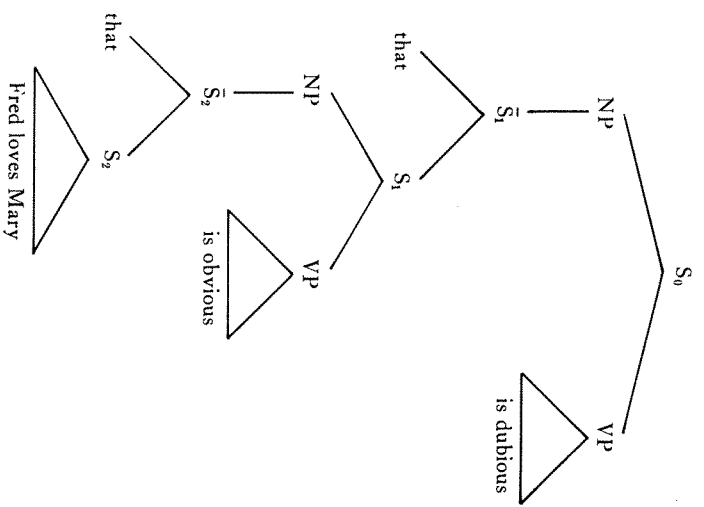 S₀
NP VP
S̄₁ is dubious
that S₁
NP VP
S̄₂ is obvious
that S₂
Fred loves Mary